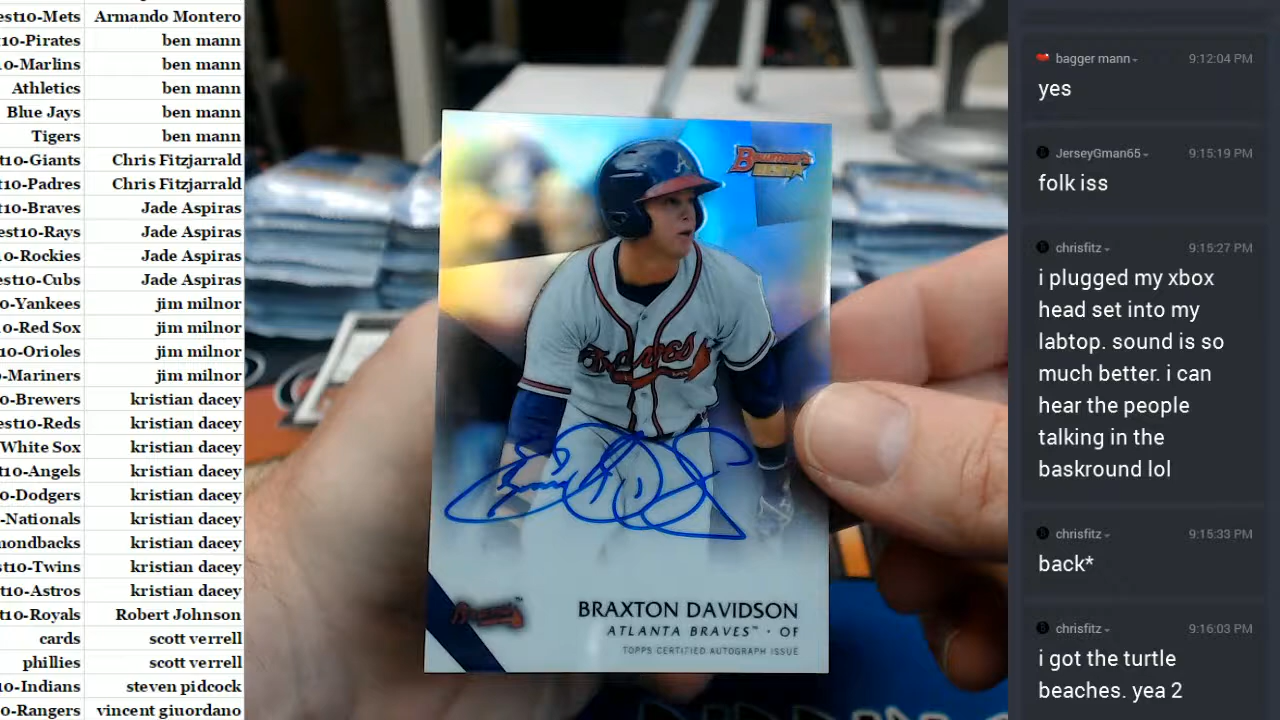 est10-Mets Armando Montero
10-Pirates ben mann
0-Marlins ben mann
Athletics ben mann
Blue Jays ben mann
Tigers ben mann
t10-Giants Chris Fitzjarrald
t10-Padres Chris Fitzjarrald
t10-Braves Jade Aspiras
est10-Rays Jade Aspiras
10-Rockies Jade Aspiras
est10-Cubs Jade Aspiras
0-Yankees jim milnor
0-Red Sox jim milnor
10-Orioles jim milnor
-Mariners jim milnor
0-Brewers kristian dacey
est10-Reds kristian dacey
White Sox kristian dacey
t10-Angels kristian dacey
0-Dodgers kristian dacey
-Nationals kristian dacey
mondbacks kristian dacey
st10-Twins kristian dacey
t10-Astros kristian dacey
t10-Royals Robert Johnson
cards scott verrell
phillies scott verrell
10-Indians steven pidcock
0-Rangers vincent giuordano
A
BOWMAN'S
BEST
Braves
Braves
BRAXTON DAVIDSON
ATLANTA BRAVES™ · OF
TOPPS CERTIFIED AUTOGRAPH ISSUE
bagger mann 9:12:04 PM
yes
JerseyGman65 9:15:19 PM
folk iss
chrisfitz 9:15:27 PM
i plugged my xbox
head set into my
labtop. sound is so
much better. i can
hear the people
talking in the
baskround lol
chrisfitz 9:15:33 PM
back*
chrisfitz 9:16:03 PM
i got the turtle
beaches. yea 2